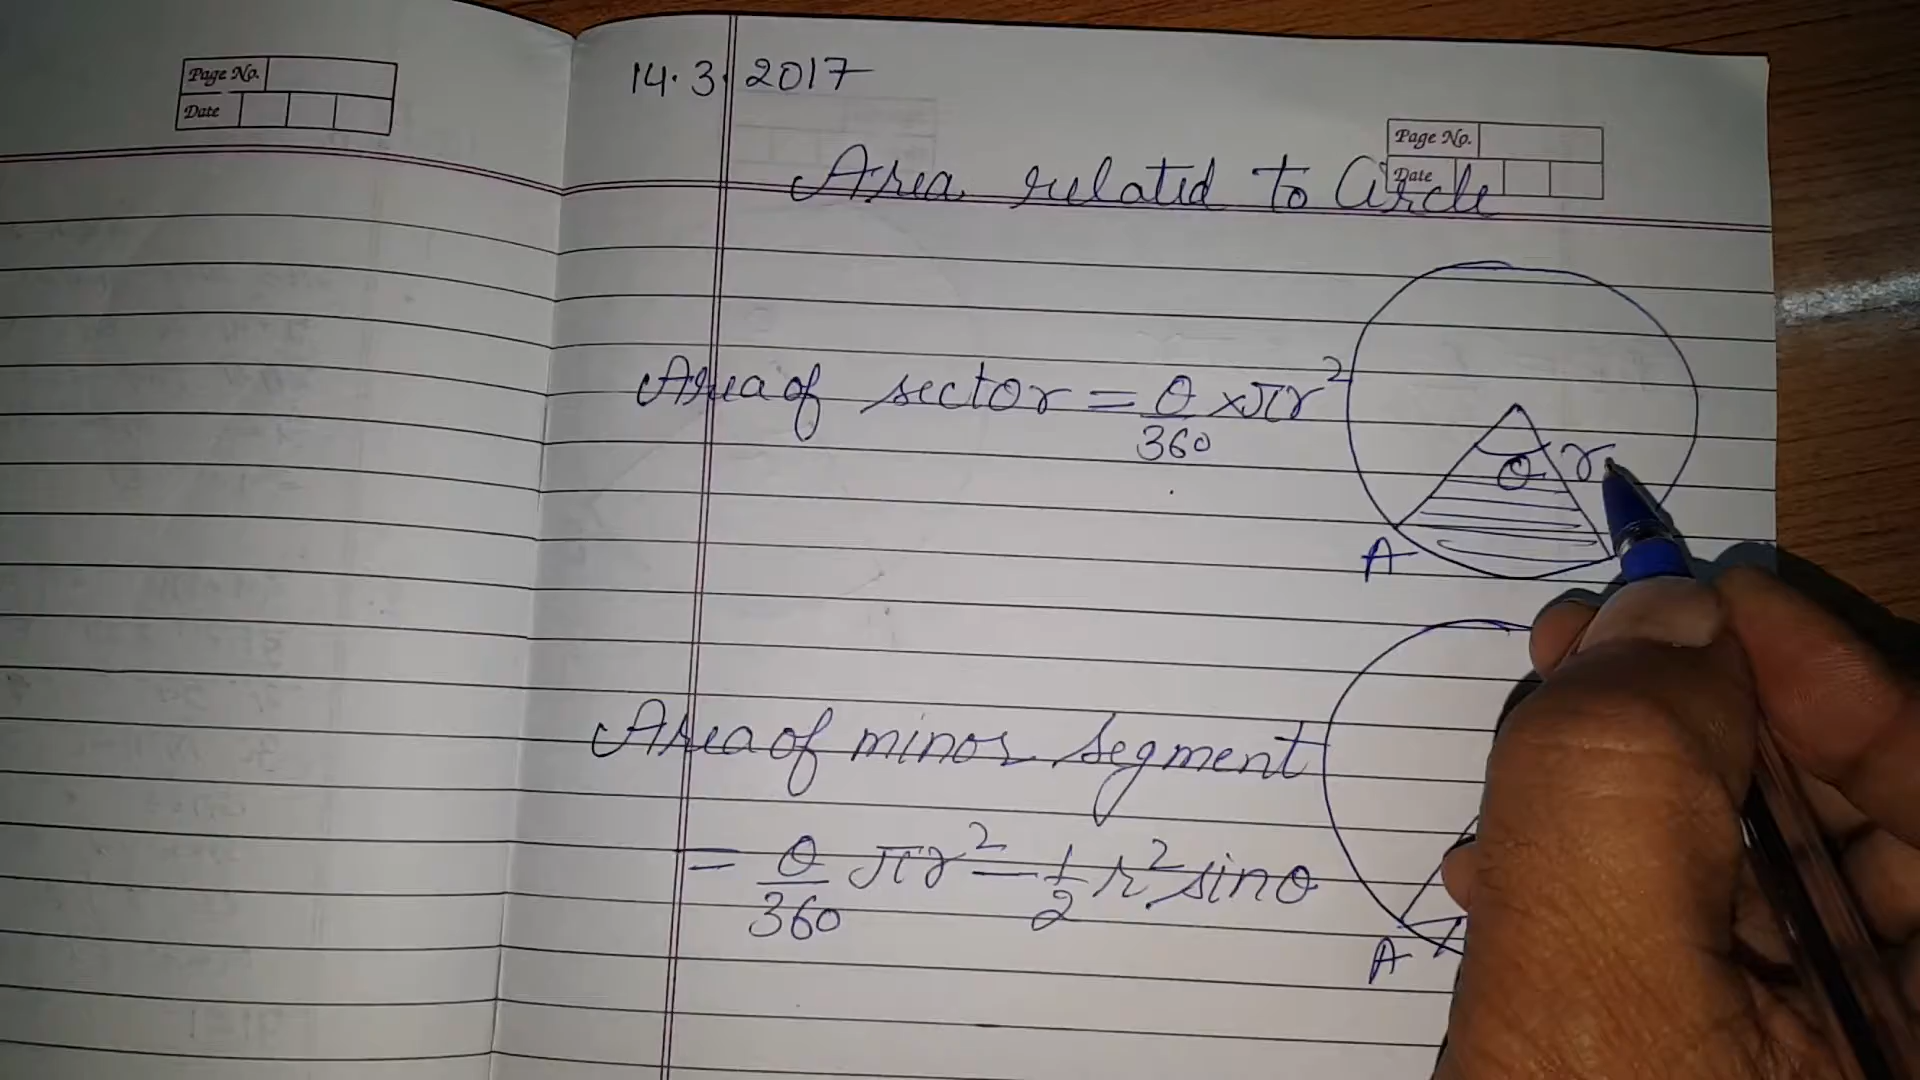 Page No.
Date
14.3.2017
Page No.
Date
Area related to Circle
Area of sector = θ/360 × πr²
θ r
A
Area of minor segment
= θ/360 πr² - 1/2 r² sinθ
A